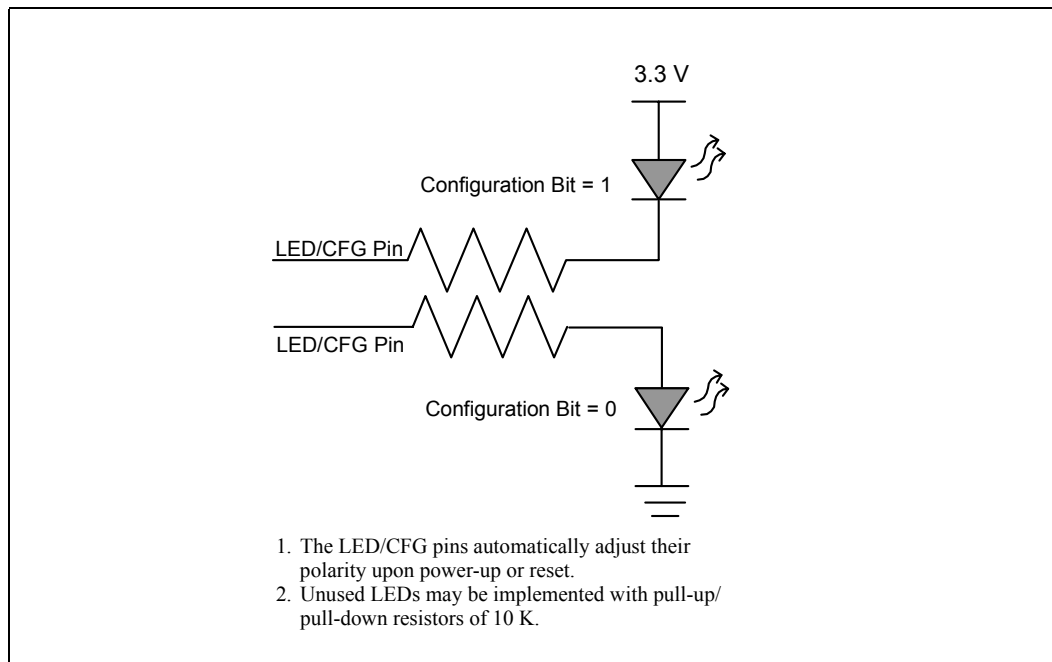 3.3 V
Configuration Bit = 1
LED/CFG Pin
LED/CFG Pin
Configuration Bit = 0
1. The LED/CFG pins automatically adjust their
polarity upon power-up or reset.
2. Unused LEDs may be implemented with pull-up/
pull-down resistors of 10 K.